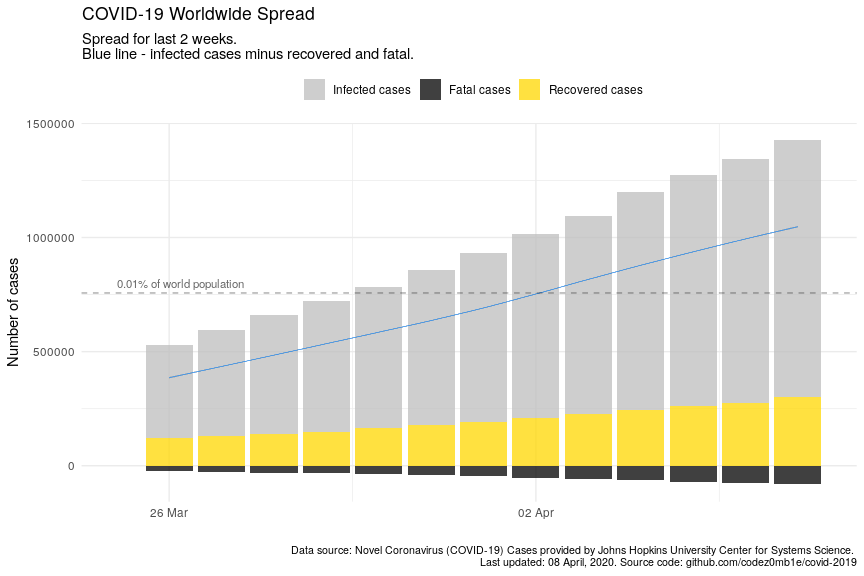 COVID-19 Worldwide Spread
Spread for last 2 weeks.
Blue line - infected cases minus recovered and fatal.
Infected cases Fatal cases Recovered cases
Number of cases
1500000
1000000
0.01% of world population
500000
0
26 Mar 02 Apr
Data source: Novel Coronavirus (COVID-19) Cases provided by Johns Hopkins University Center for Systems Science.
Last updated: 08 April, 2020. Source code: github.com/codez0mb1e/covid-2019